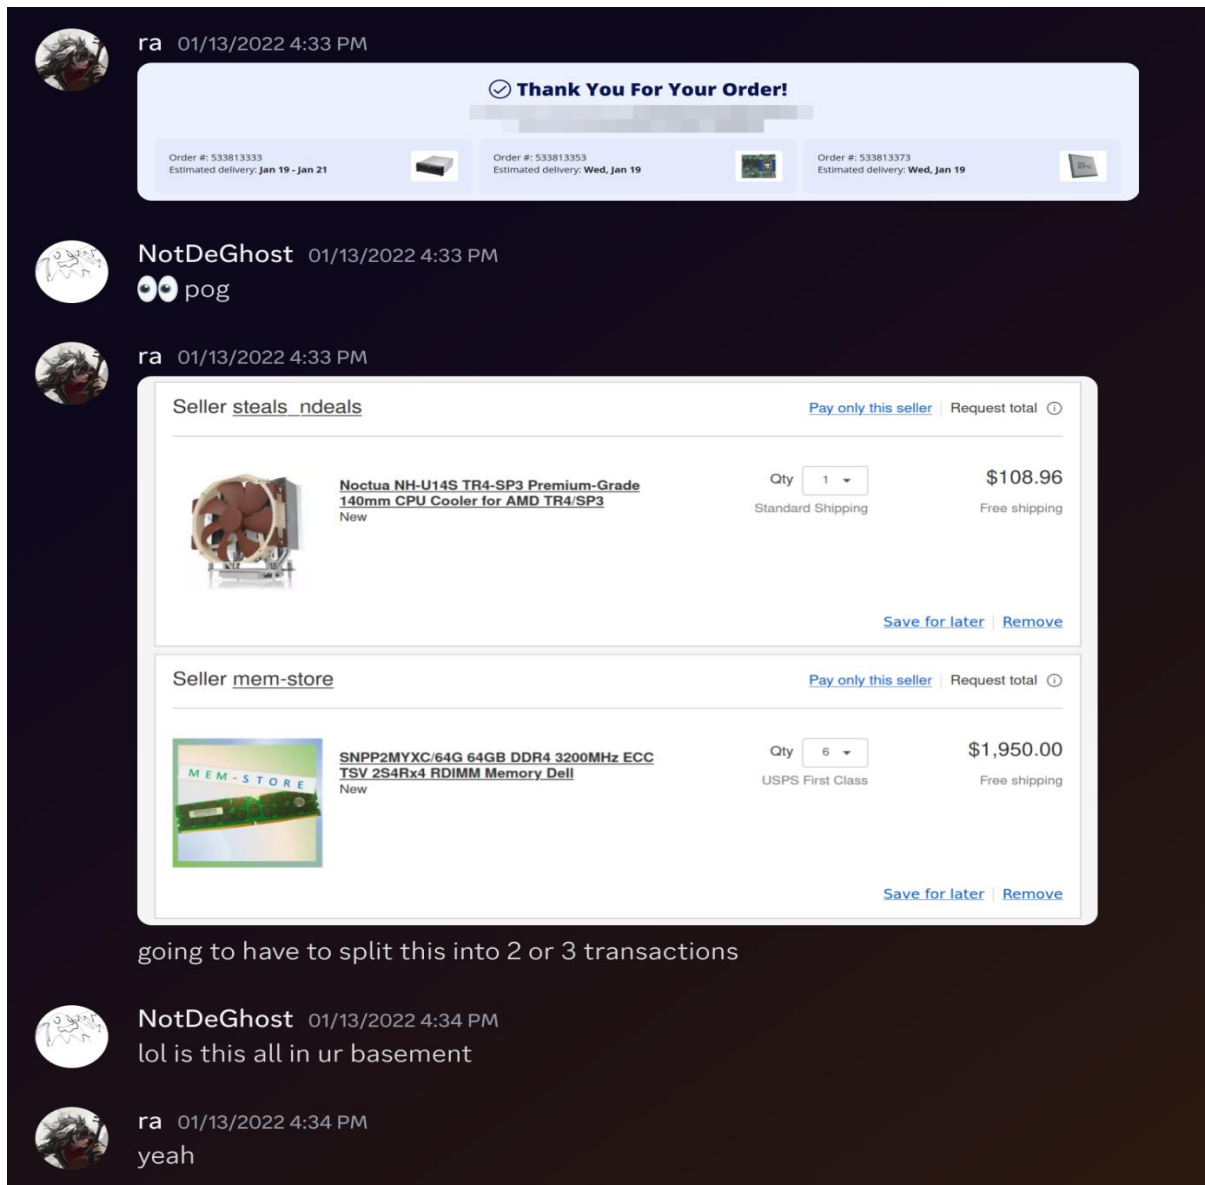 ra 01/13/2022 4:33 PM
Thank You For Your Order!
Order #: 533813333
Estimated delivery: Jan 19 - Jan 21
Order #: 533813353
Estimated delivery: Wed, Jan 19
Order #: 533813373
Estimated delivery: Wed, Jan 19
NotDeGhost 01/13/2022 4:33 PM
👀 pog
ra 01/13/2022 4:33 PM
Seller steals_ndeals
Pay only this seller
Request total
Noctua NH-U14S TR4-SP3 Premium-Grade
140mm CPU Cooler for AMD TR4/SP3
New
Qty 1
Standard Shipping
$108.96
Free shipping
Save for later
Remove
Seller mem-store
Pay only this seller
Request total
MEM-STORE
SNPP2MYXC/64G 64GB DDR4 3200MHz ECC
TSV 2S4Rx4 RDIMM Memory Dell
New
Qty 6
USPS First Class
$1,950.00
Free shipping
Save for later
Remove
going to have to split this into 2 or 3 transactions
NotDeGhost 01/13/2022 4:34 PM
lol is this all in ur basement
ra 01/13/2022 4:34 PM
yeah